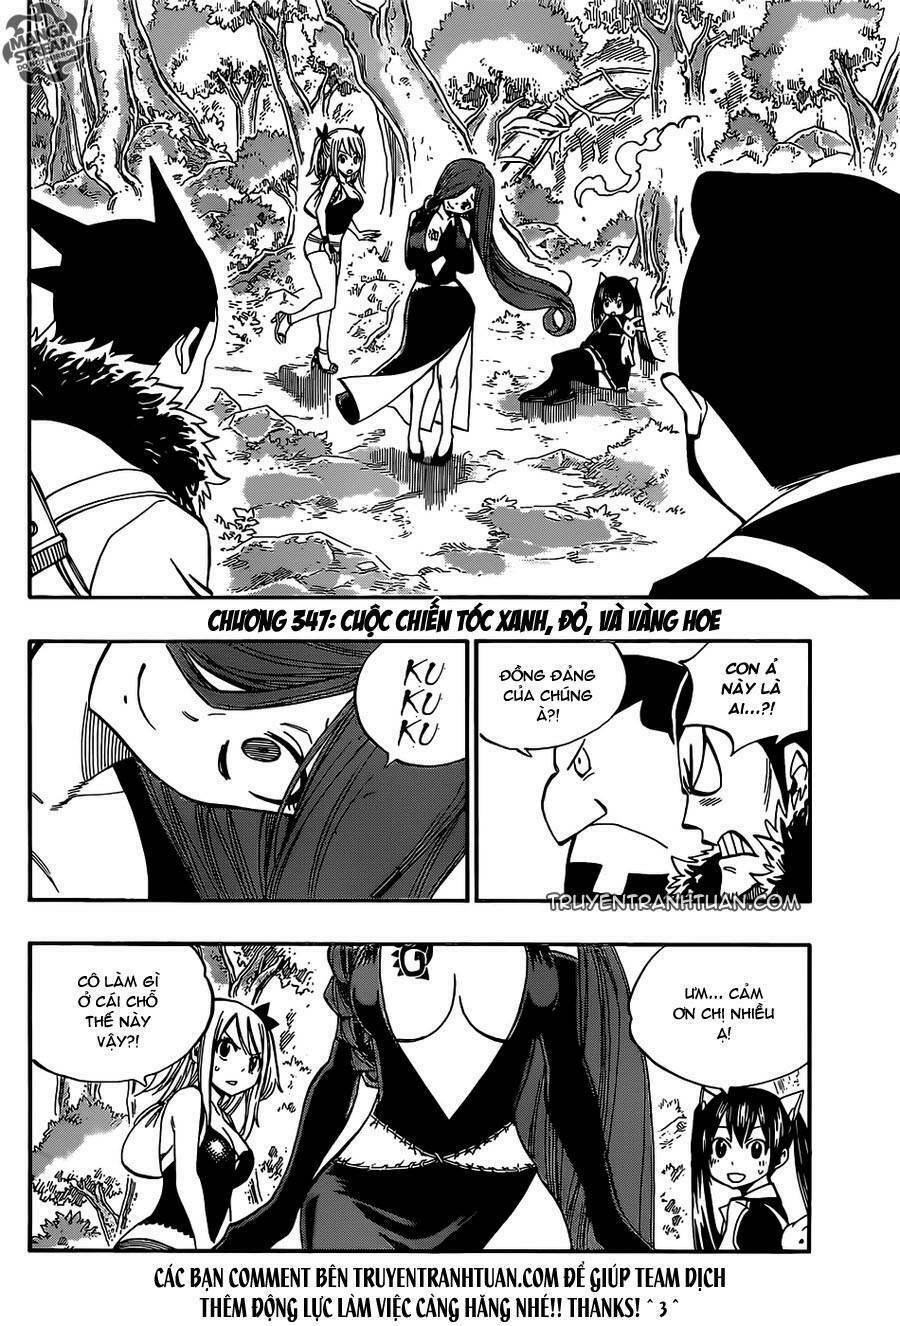 MANGA
STREAM
DO NOT MIRROR
CHƯƠNG 347: CUỘC CHIẾN TÓC XANH, ĐỎ, VÀ VÀNG HOE
CON Ả
NÀY LÀ
AI...?!
ĐỒNG ĐẢNG
CỦA CHÚNG
À?!
KU
KU
KU
TRUYENTRANHTUAN.COM
ƯM... CẢM
ƠN CHỊ NHIỀU
Ạ!
CÔ LÀM GÌ
Ở CÁI CHỖ
THẾ NÀY
VẬY?!
CÁC BẠN COMMENT BÊN TRUYENTRANHTUAN.COM ĐỂ GIÚP TEAM DỊCH
THÊM ĐỘNG LỰC LÀM VIỆC CÀNG HĂNG NHÉ!! THANKS! ^3^